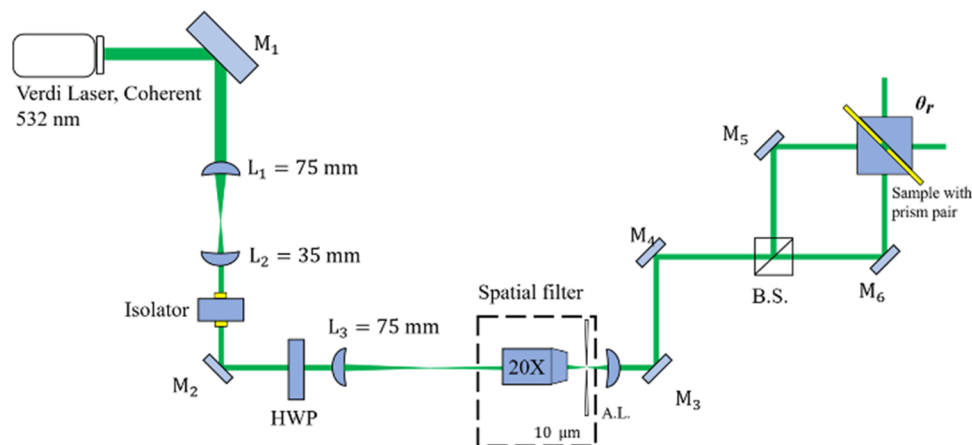 M₁
Verdi Laser, Coherent
532 nm
L₁ = 75 mm
L₂ = 35 mm
Isolator
M₂
HWP
L₃ = 75 mm
Spatial filter
20X
10 μm
A.L.
M₃
M₄
B.S.
M₅
M₆
θᵣ
Sample with
prism pair